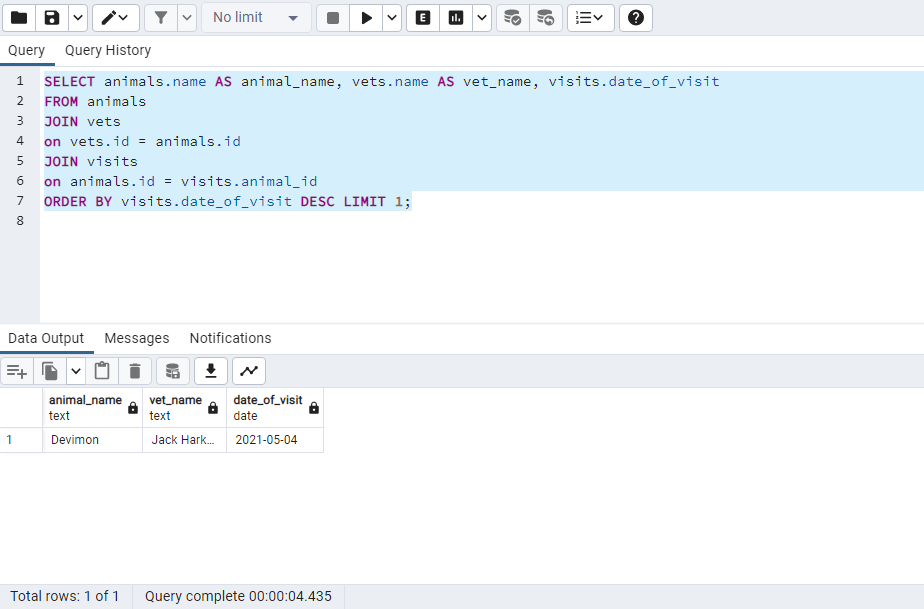 No limit
E
Query Query History
1 SELECT animals.name AS animal_name, vets.name AS vet_name, visits.date_of_visit
2 FROM animals
3 JOIN vets
4 on vets.id = animals.id
5 JOIN visits
6 on animals.id = visits.animal_id
7 ORDER BY visits.date_of_visit DESC LIMIT 1;
8
Data Output Messages Notifications
animal_name vet_name date_of_visit
text text date
1 Devimon Jack Hark... 2021-05-04
Total rows: 1 of 1 Query complete 00:00:04.435